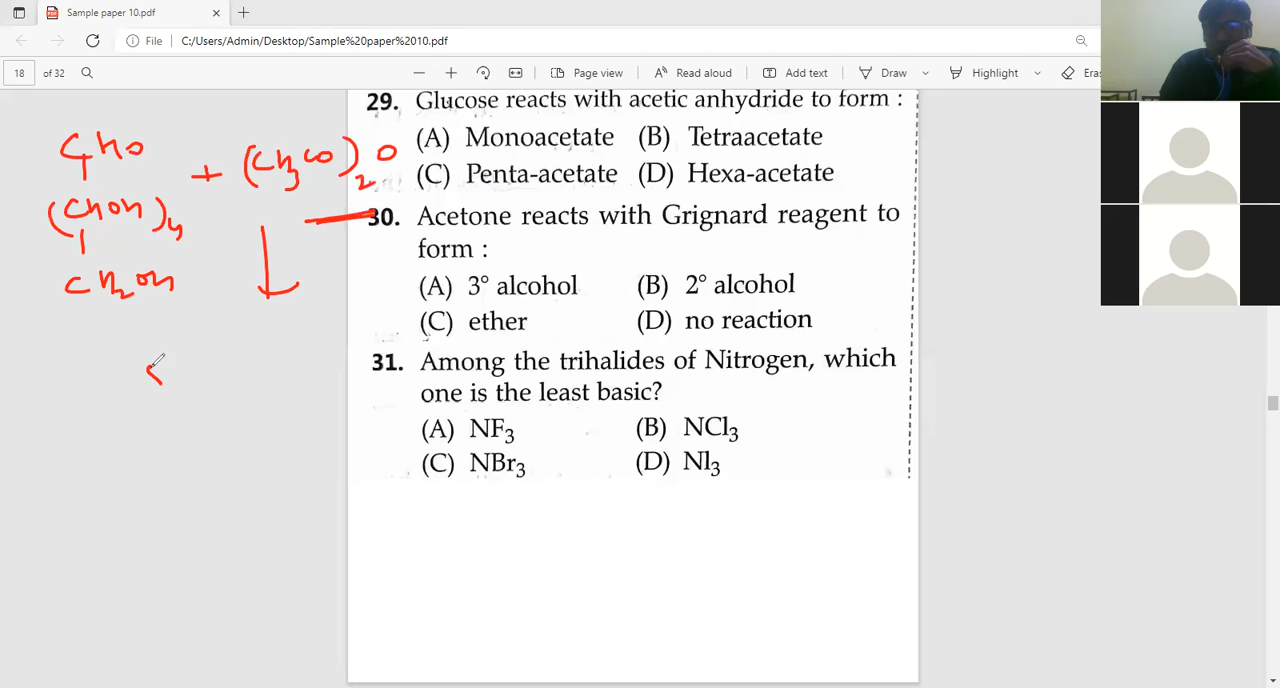 Sample paper 10.pdf
File C:/Users/Admin/Desktop/Sample%20paper%2010.pdf
18 of 32 Page view Read aloud Add text Draw Highlight Eras
29. Glucose reacts with acetic anhydride to form :
(A) Monoacetate (B) Tetraacetate
(C) Penta-acetate (D) Hexa-acetate
30. Acetone reacts with Grignard reagent to
form :
(A) 3° alcohol (B) 2° alcohol
(C) ether (D) no reaction
31. Among the trihalides of Nitrogen, which
one is the least basic?
(A) NF3 (B) NCl3
(C) NBr3 (D) Nl3
CHO + (CH3CO)2O
(CHOH)4
CH2OH